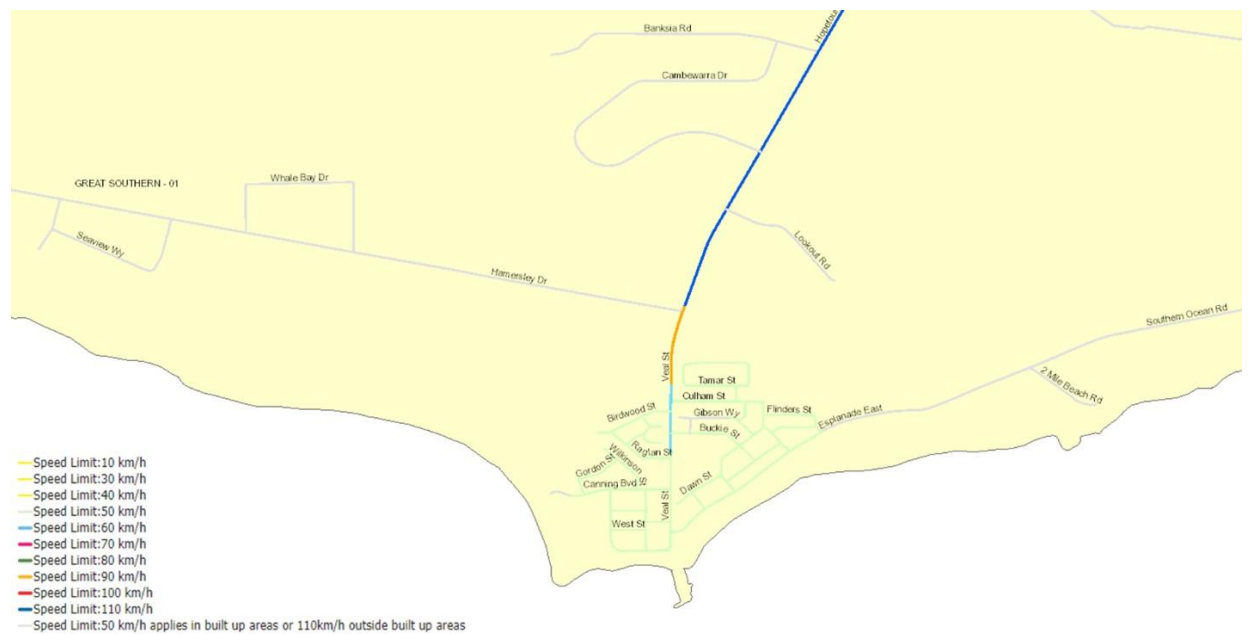 Banksia Rd
Hopetou
Cambewarra Dr
GREAT SOUTHERN - 01
Whale Bay Dr
Seaview Wy
Lookout Rd
Hamersley Dr
Southern Ocean Rd
Veal St
Tamar St
2 Mile Beach Rd
Culham St
Birdwood St
Gibson Wy
Flinders St
Esplanade East
Buckie St
Raglan St
Wilkinson St
Gordon St
Canning Bvd
Dawn St
Veal St
West St
Speed Limit:10 km/h
Speed Limit:30 km/h
Speed Limit:40 km/h
Speed Limit:50 km/h
Speed Limit:60 km/h
Speed Limit:70 km/h
Speed Limit:80 km/h
Speed Limit:90 km/h
Speed Limit:100 km/h
Speed Limit:110 km/h
Speed Limit:50 km/h applies in built up areas or 110km/h outside built up areas